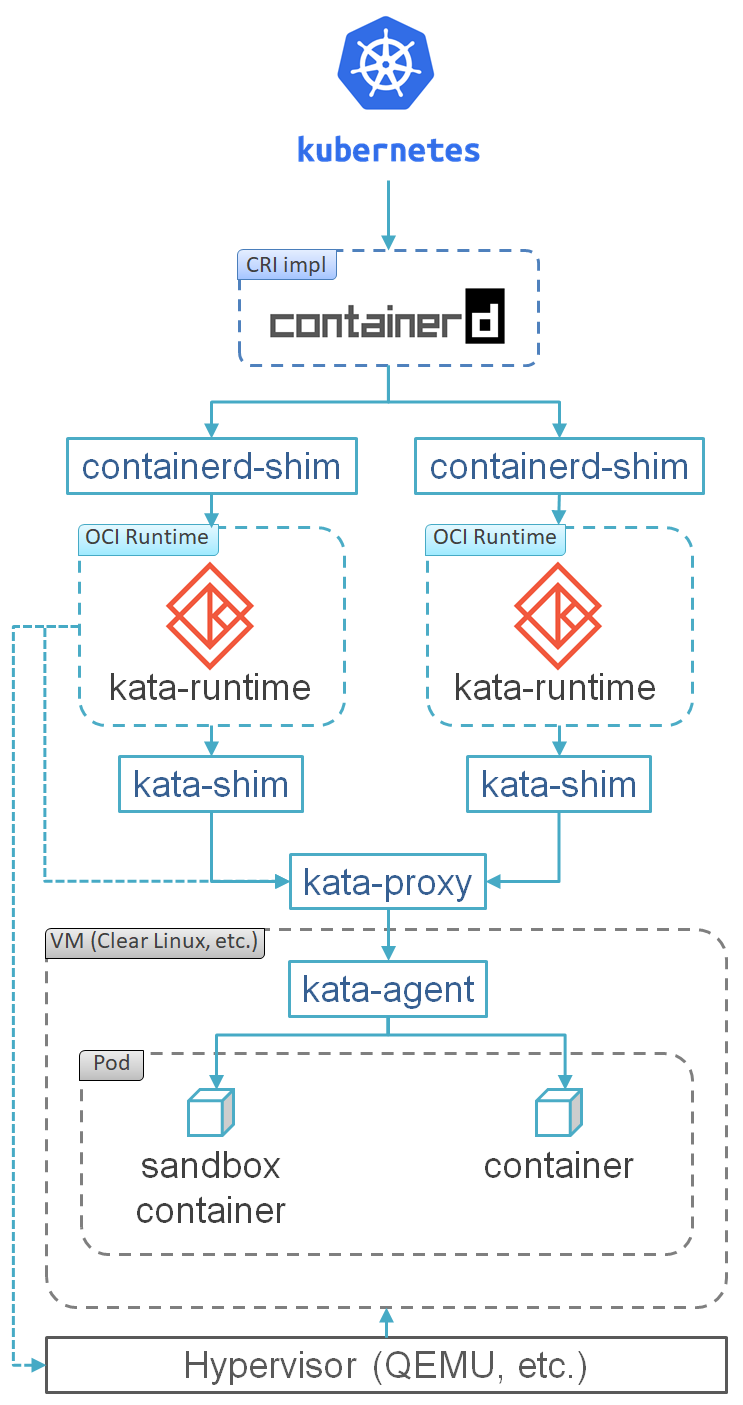 kubernetes
CRI impl
containerd
containerd-shim
containerd-shim
OCI Runtime
OCI Runtime
kata-runtime
kata-runtime
kata-shim
kata-shim
kata-proxy
VM (Clear Linux, etc.)
kata-agent
Pod
sandbox
container
container
Hypervisor (QEMU, etc.)